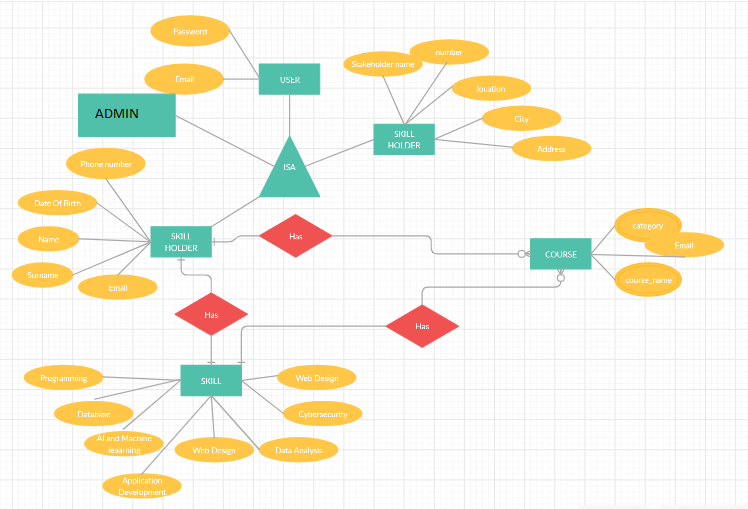 Password
number
Stakeholder name
Email
USER
location
ADMIN
City
SKILL
HOLDER
Address
Phone number
ISA
Date Of Birth
category
Name
SKILL
HOLDER
Has
Email
COURSE
Surname
Email
course_name
Has
Has
Programming
SKILL
Web Design
Database
Cybersecurity
AI and Machine
leaarning
Web Design
Data Analysis
Application
Development